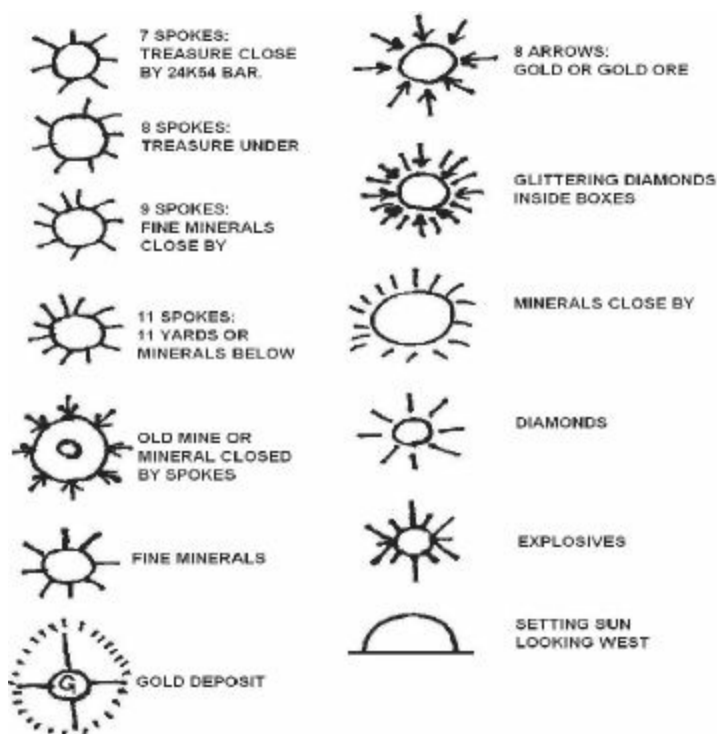 7 SPOKES:
TREASURE CLOSE
BY 24K54 BAR.
8 SPOKES:
TREASURE UNDER
9 SPOKES:
FINE MINERALS
CLOSE BY
11 SPOKES:
11 YARDS OR
MINERALS BELOW
OLD MINE OR
MINERAL CLOSED
BY SPOKES
FINE MINERALS
G
GOLD DEPOSIT
8 ARROWS:
GOLD OR GOLD ORE
GLITTERING DIAMONDS
INSIDE BOXES
MINERALS CLOSE BY
DIAMONDS
EXPLOSIVES
SETTING SUN
LOOKING WEST